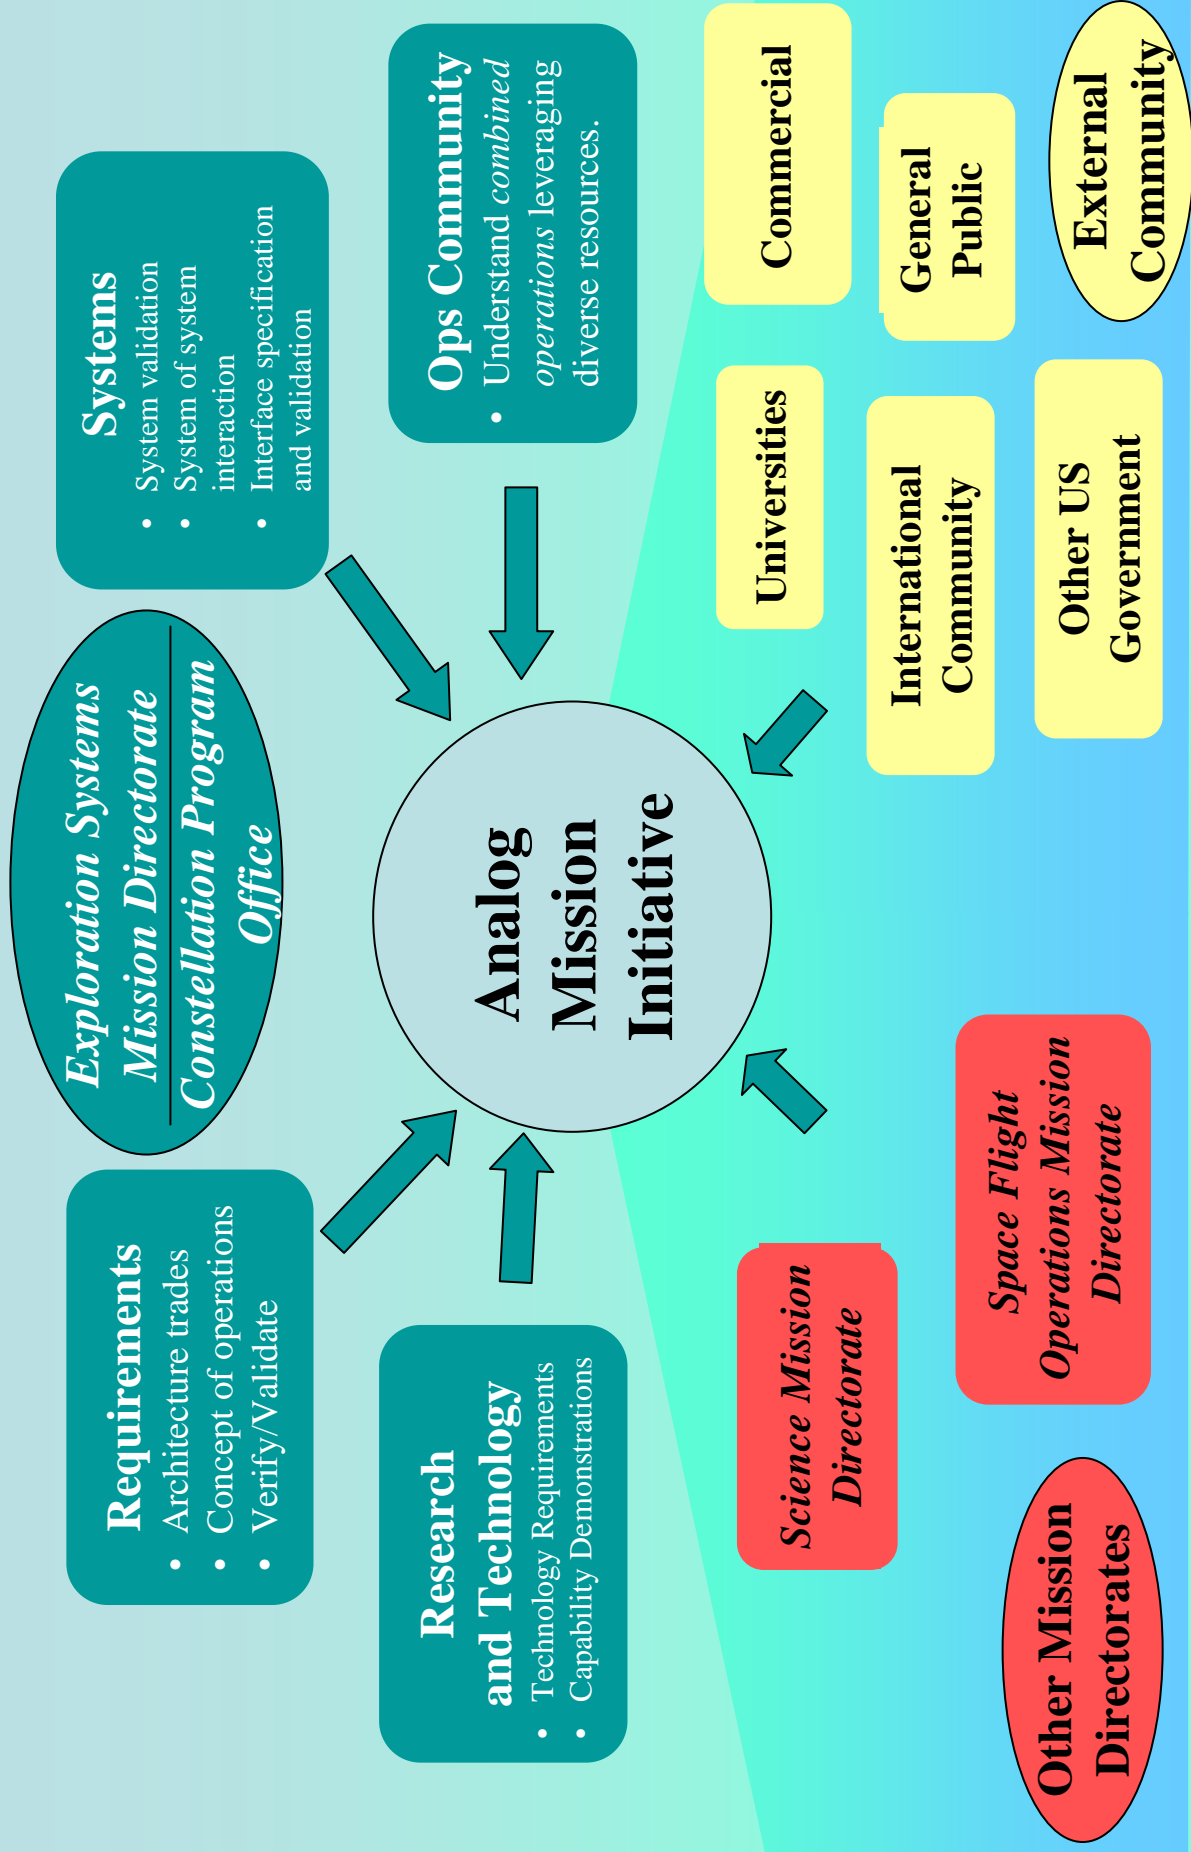 Exploration Systems
Mission Directorate
Constellation Program
Office
Requirements
• Architecture trades
• Concept of operations
• Verify/Validate
Systems
• System validation
• System of system
interaction
• Interface specification
and validation
Research
and Technology
• Technology Requirements
• Capability Demonstrations
Analog
Mission
Initiative
Ops Community
• Understand combined
operations leveraging
diverse resources.
Science Mission
Directorate
Space Flight
Operations Mission
Directorate
Other Mission
Directorates
Universities
Commercial
International
Community
General
Public
Other US
Government
External
Community